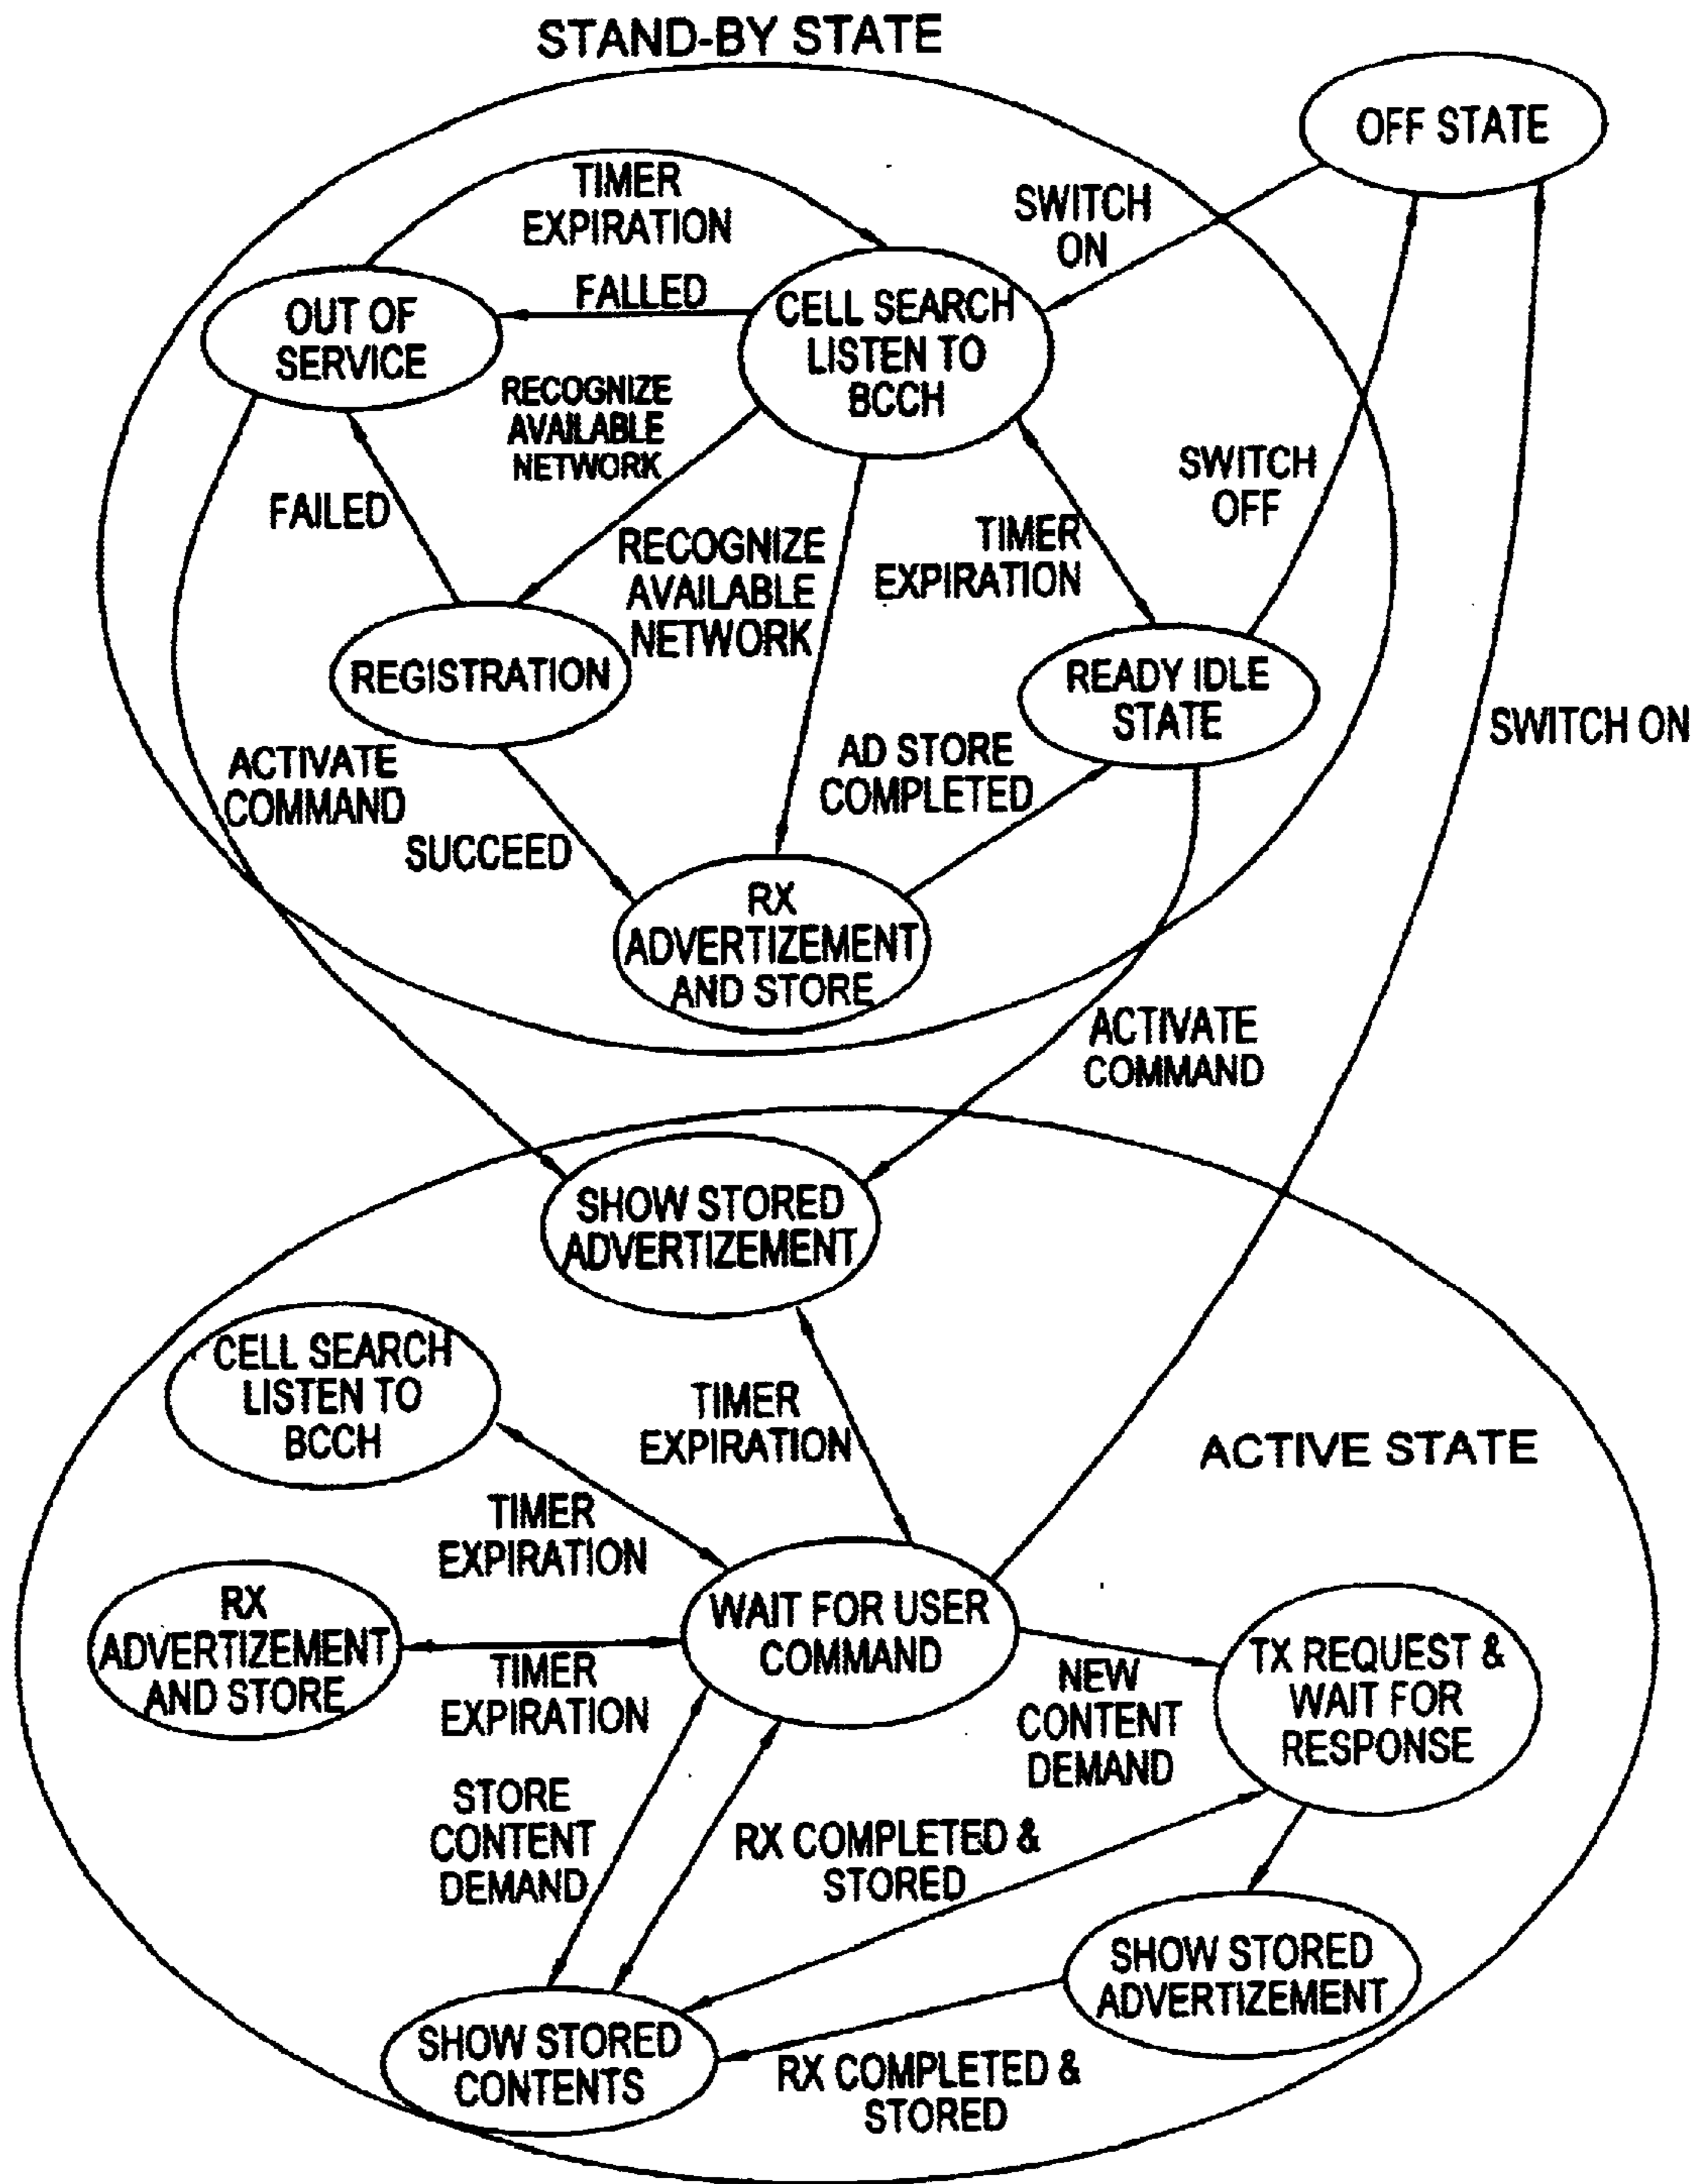 STAND-BY STATE
OFF STATE
TIMER
EXPIRATION
SWITCH
ON
FALLED
OUT OF
SERVICE
CELL SEARCH
LISTEN TO
BCCH
RECOGNIZE
AVAILABLE
NETWORK
SWITCH
OFF
FAILED
RECOGNIZE
AVAILABLE
NETWORK
TIMER
EXPIRATION
REGISTRATION
READY IDLE
STATE
SWITCH ON
ACTIVATE
COMMAND
AD STORE
COMPLETED
SUCCEED
RX
ADVERTIZEMENT
AND STORE
ACTIVATE
COMMAND
SHOW STORED
ADVERTIZEMENT
CELL SEARCH
LISTEN TO
BCCH
TIMER
EXPIRATION
ACTIVE STATE
TIMER
EXPIRATION
RX
ADVERTIZEMENT
AND STORE
WAIT FOR USER
COMMAND
TIMER
EXPIRATION
NEW
CONTENT
DEMAND
TX REQUEST &
WAIT FOR
RESPONSE
STORE
CONTENT
DEMAND
RX COMPLETED &
STORED
SHOW STORED
ADVERTIZEMENT
SHOW STORED
CONTENTS
RX COMPLETED &
STORED